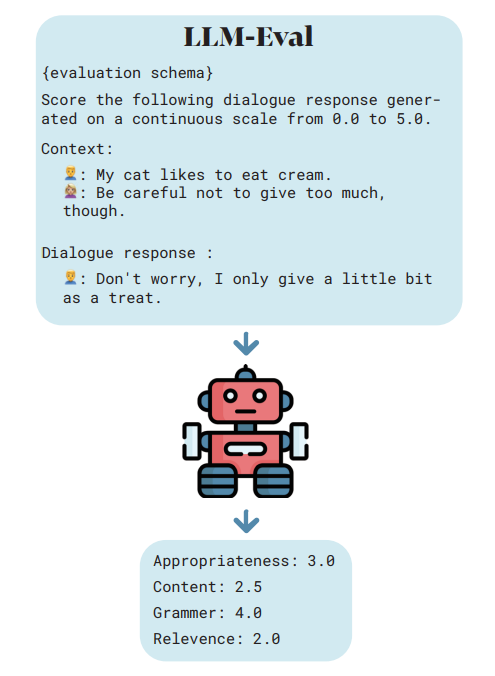 LLM-Eval
{evaluation schema}
Score the following dialogue response gener-
ated on a continuous scale from 0.0 to 5.0.
Context:
: My cat likes to eat cream.
: Be careful not to give too much,
though.
Dialogue response :
: Don't worry, I only give a little bit
as a treat.
Appropriateness: 3.0
Content: 2.5
Grammer: 4.0
Relevence: 2.0